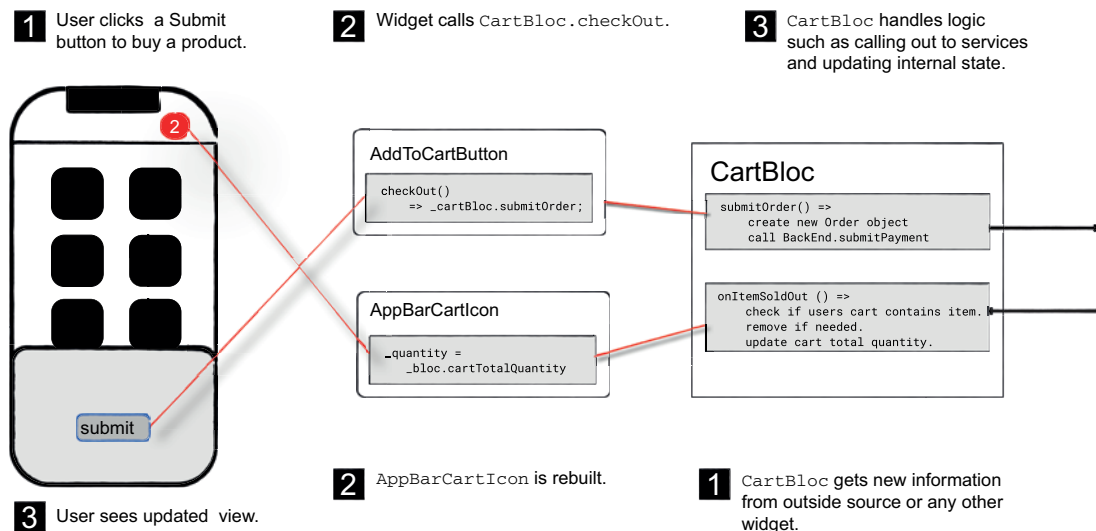 1 User clicks a Submit
button to buy a product.
2 Widget calls CartBloc.checkOut.
3 CartBloc handles logic
such as calling out to services
and updating internal state.
2
AddToCartButton
checkOut()
=> _cartBloc.submitOrder;
CartBloc
submitOrder() =>
create new Order object
call BackEnd.submitPayment
AppBarCartIcon
_quantity =
_bloc.cartTotalQuantity
onItemSoldOut () =>
check if users cart contains item.
remove if needed.
update cart total quantity.
submit
3 User sees updated view.
2 AppBarCartIcon is rebuilt.
1 CartBloc gets new information
from outside source or any other
widget.